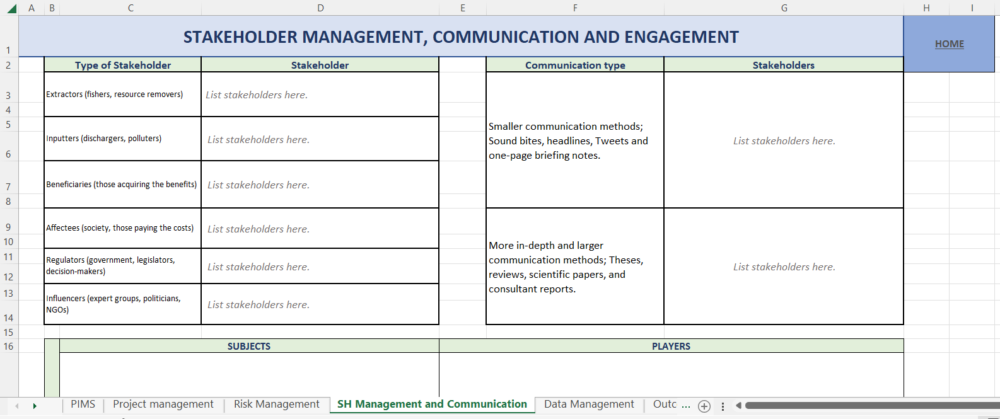 A B C D E F G H I
1 STAKEHOLDER MANAGEMENT, COMMUNICATION AND ENGAGEMENT HOME
2 Type of Stakeholder Stakeholder Communication type Stakeholders
3 Extractors (fishers, resource removers) List stakeholders here.
4
5
Inputters (dischargers, polluters) List stakeholders here.
6
7 Beneficiaries (those acquiring the benefits) List stakeholders here.
8
Smaller communication methods;
Sound bites, headlines, Tweets and
one-page briefing notes.
List stakeholders here.
9 Affectees (society, those paying the costs) List stakeholders here.
10
11 Regulators (government, legislators,
12 decision-makers)
List stakeholders here.
13 Influencers (expert groups, politicians,
NGOs)
List stakeholders here.
14
More in-depth and larger
communication methods; Theses,
reviews, scientific papers, and
consultant reports.
List stakeholders here.
15
16 SUBJECTS PLAYERS
PIMS Project management Risk Management SH Management and Communication Data Management Outc ...